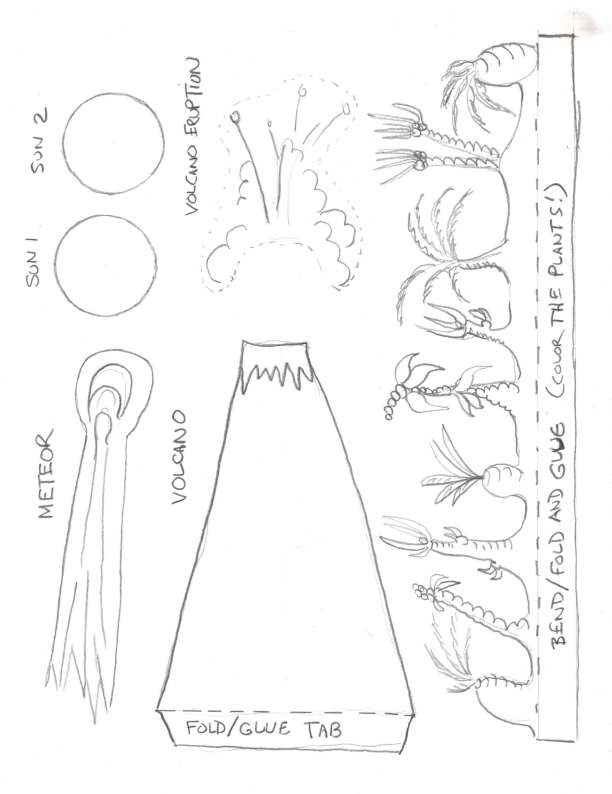 METEOR
SUN 1
SUN 2
VOLCANO
VOLCANO ERUPTION
FOLD/GLUE TAB
BEND/FOLD AND GLUE (COLOR THE PLANTS!)